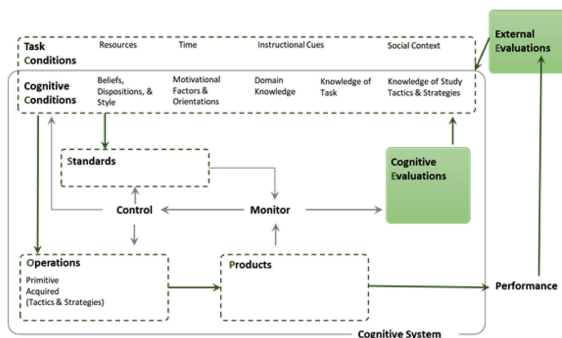 Task
Conditions
Resources
Time
Instructional Cues
Social Context
External
Evaluations
Cognitive
Conditions
Beliefs,
Dispositions, &
Style
Motivational
Factors &
Orientations
Domain
Knowledge
Knowledge of
Task
Knowledge of Study
Tactics & Strategies
Standards
Cognitive
Evaluations
Control
Monitor
Operations
Primitive
Acquired
(Tactics & Strategies)
Products
Performance
Cognitive System